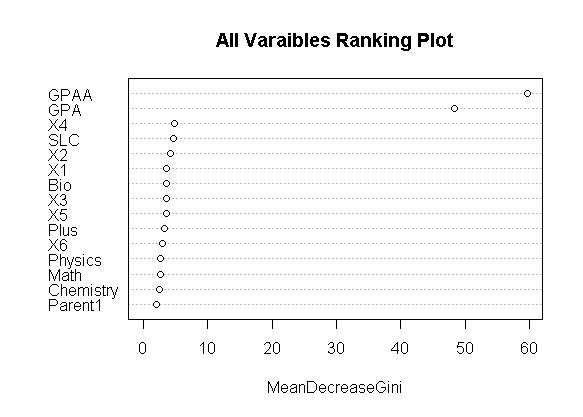 All Varaibles Ranking Plot
GPAA
GPA
X4
SLC
X2
X1
Bio
X3
X5
Plus
X6
Physics
Math
Chemistry
Parent1
0 10 20 30 40 50 60
MeanDecreaseGini